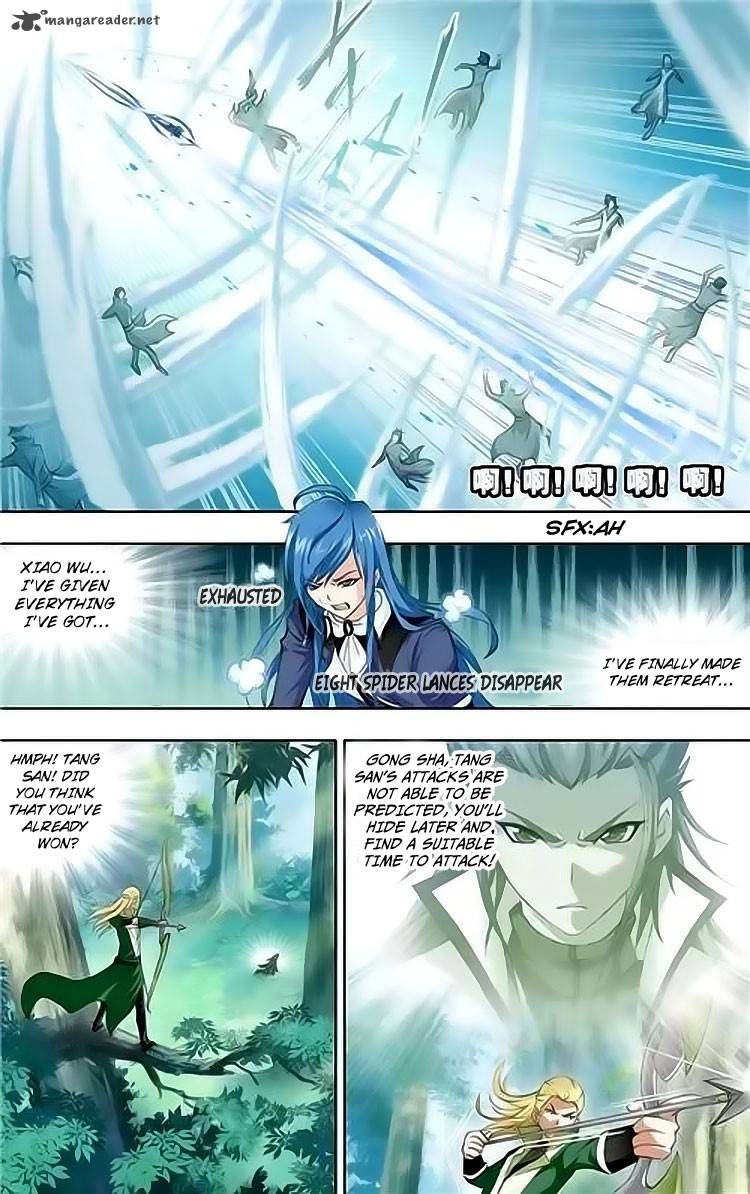 mangareader.net
啊! 啊! 啊! 啊! 啊!
SFX:AH
XIAO WU...
I'VE GIVEN
EVERYTHING
I'VE GOT...
EXHAUSTED
EIGHT SPIDER LANCES DISAPPEAR
I'VE FINALLY MADE
THEM RETREAT...
HMPH! TANG
SAN! DID
YOU THINK
THAT YOU'VE
ALREADY
WON?
GONG SHA, TANG
SAN'S ATTACKS ARE
NOT ABLE TO BE
PREDICTED, YOU'LL
HIDE LATER AND
FIND A SUITABLE
TIME TO ATTACK!